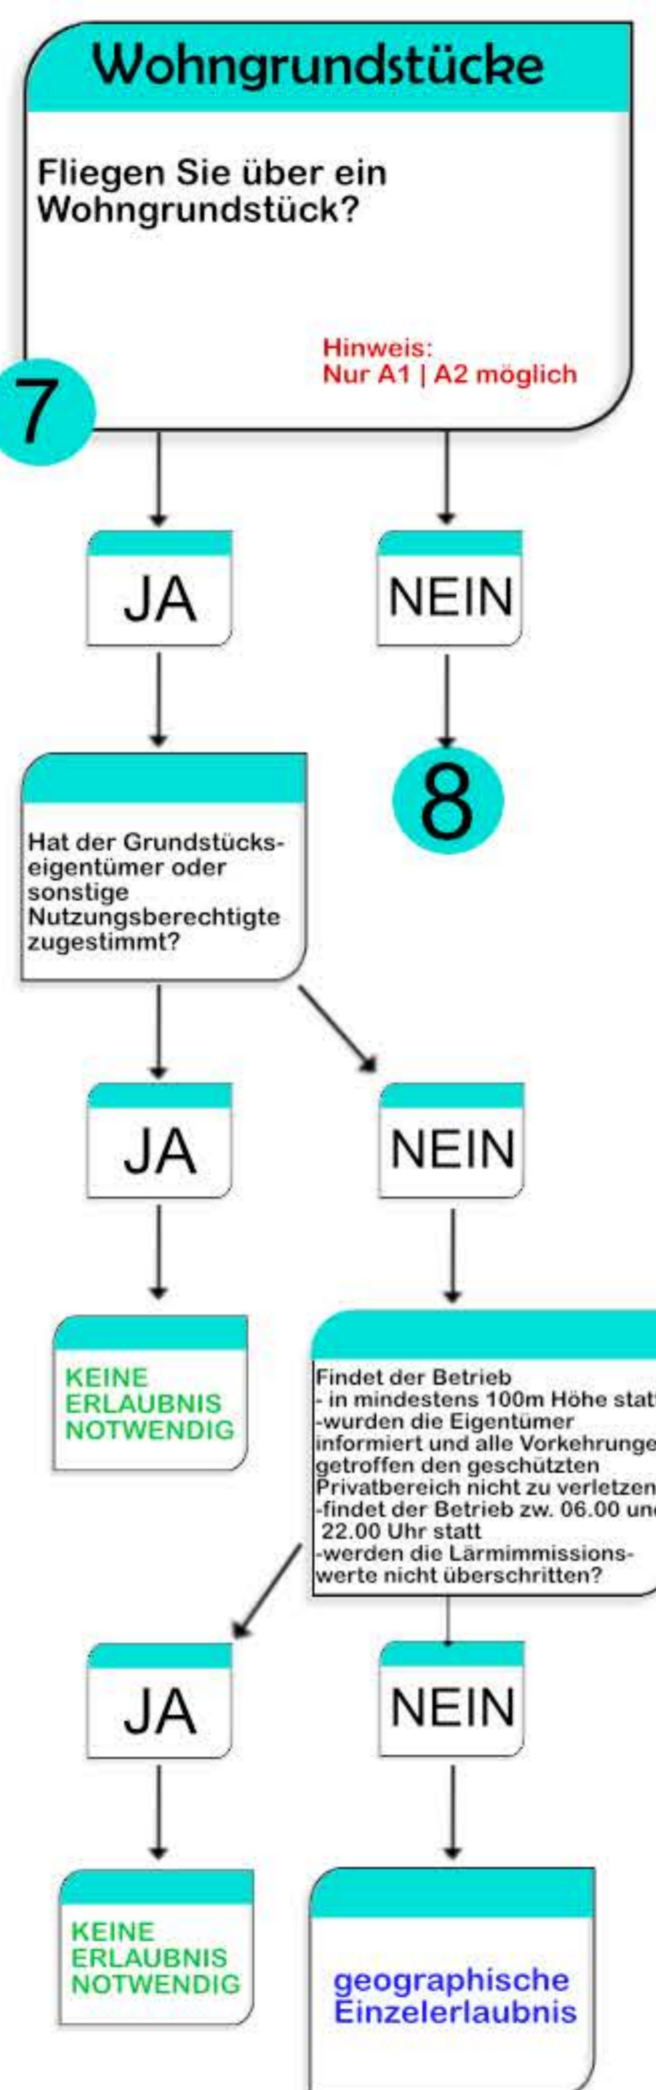 Wohngrundstücke
Fliegen Sie über ein
Wohngrundstück?
Hinweis:
Nur A1 | A2 möglich
7
JA
NEIN
8
Hat der Grundstücks-
eigentümer oder
sonstige
Nutzungsberechtigte
zugestimmt?
JA
NEIN
KEINE
ERLAUBNIS
NOTWENDIG
Findet der Betrieb
- in mindestens 100m Höhe statt
-wurden die Eigentümer
informiert und alle Vorkehrunge
getroffen den geschützten
Privatbereich nicht zu verletzen
-findet der Betrieb zw. 06.00 und
22.00 Uhr statt
-werden die Lärmimmissions-
werte nicht überschritten?
JA
NEIN
KEINE
ERLAUBNIS
NOTWENDIG
geographische
Einzelerlaubnis